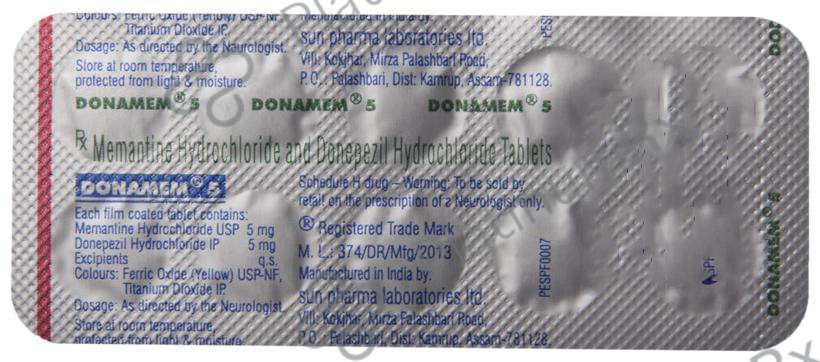 Colours: Ferric Oxide (Yellow) USP-NF
Titanium Dioxide IP.
Dosage: As directed by the Neurologist.
Store at room temperature,
protected from light & moisture.
Manufactured in India by:
sun pharma laboratories ltd.
Vill: Kokjhar, Mirza Palashbari Road,
P.O.: Palashbari, Dist: Kamrup, Assam-781128.
DONAMEM® 5 DONAMEM® 5 DONAMEM® 5
Rx Memantine Hydrochloride and Donepezil Hydrochloride Tablets
DONAMEM® 5
Each film coated tablet contains:
Memantine Hydrochloride USP 5 mg
Donepezil Hydrochloride IP 5 mg
Excipients q.s.
Colours: Ferric Oxide (Yellow) USP-NF,
Titanium Dioxide IP.
Dosage: As directed by the Neurologist.
Store at room temperature,
protected from light & moisture.
Schedule H drug – Warning: To be sold by
retail on the prescription of a Neurologist only.
® Registered Trade Mark
M. L.: 374/DR/Mfg/2013
Manufactured in India by:
sun pharma laboratories ltd.
Vill: Kokjhar, Mirza Palashbari Road,
P.O.: Palashbari, Dist: Kamrup, Assam-781128.
PESPF0007
DONAMEM® 5